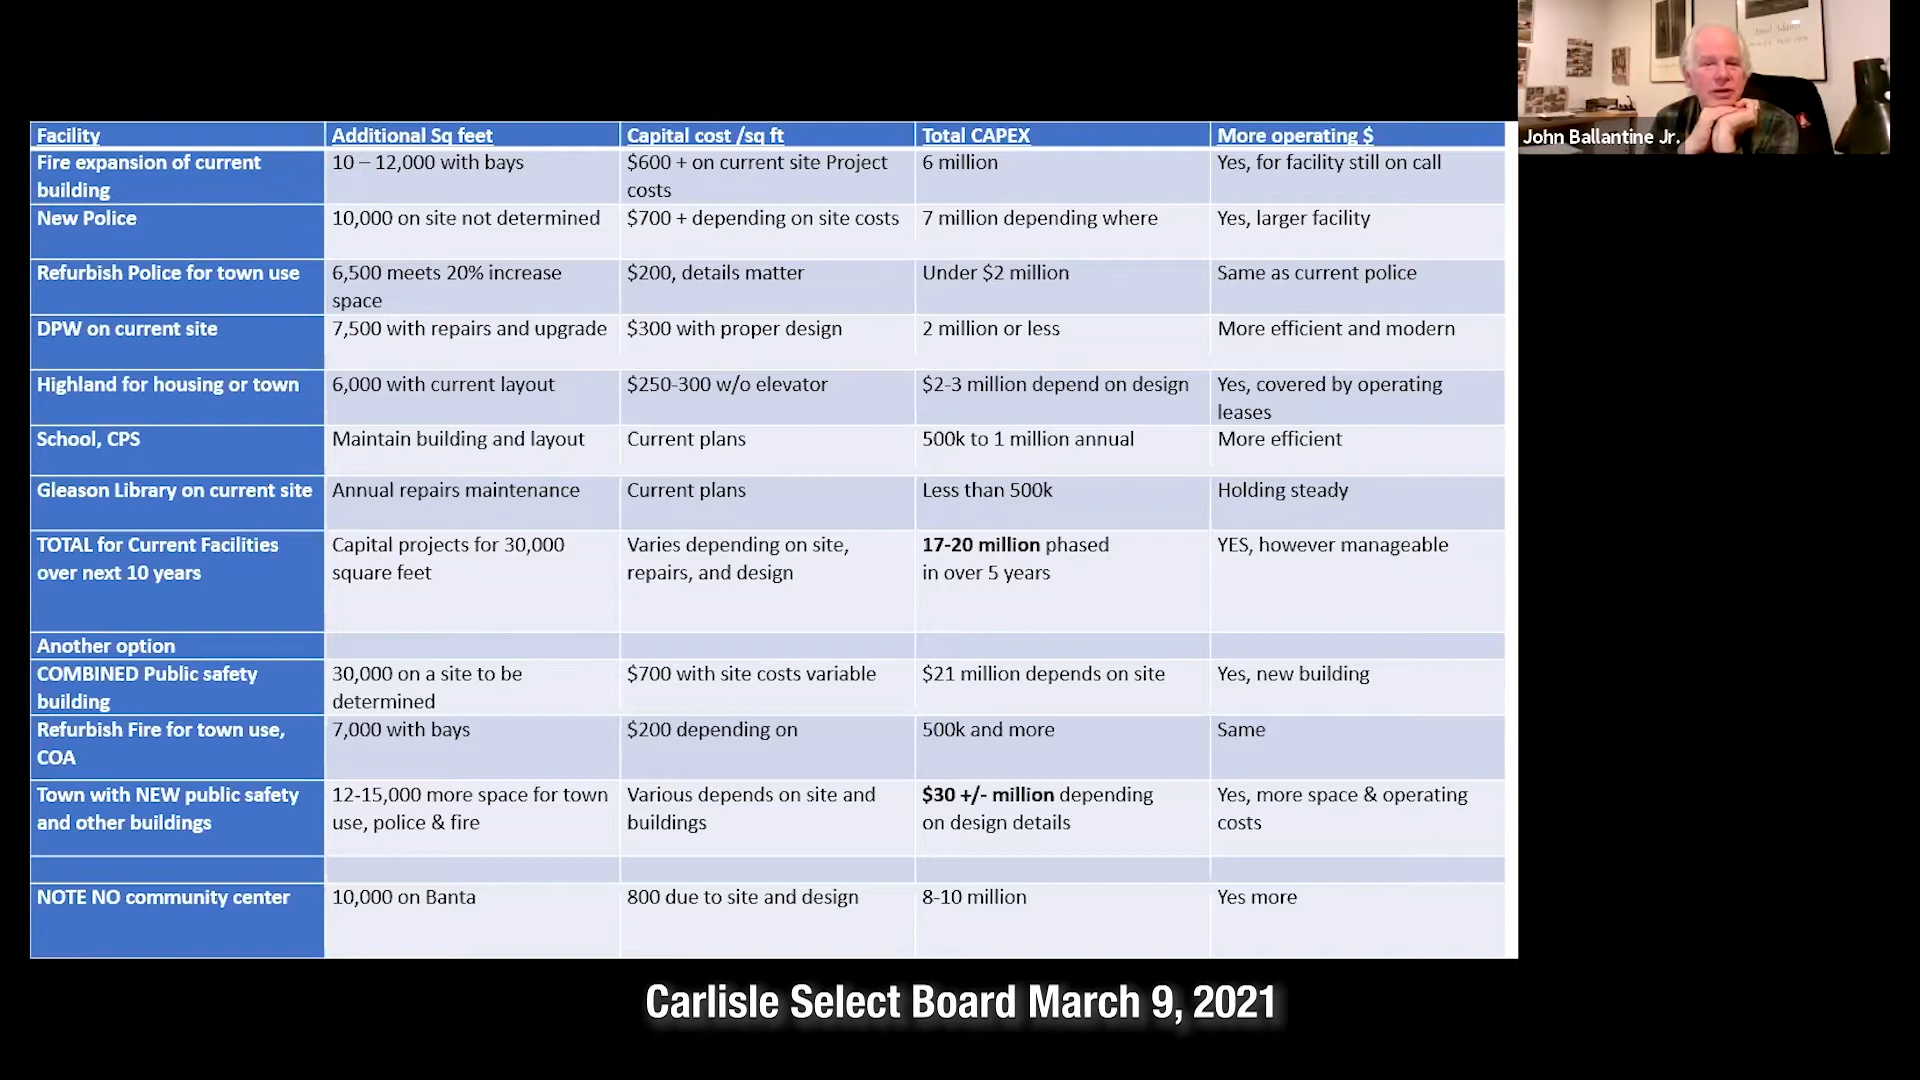 John Ballantine Jr.
Facility Additional Sq feet Capital cost /sq ft Total CAPEX More operating $
Fire expansion of current building 10 – 12,000 with bays $600 + on current site Project costs 6 million Yes, for facility still on call
New Police 10,000 on site not determined $700 + depending on site costs 7 million depending where Yes, larger facility
Refurbish Police for town use 6,500 meets 20% increase space $200, details matter Under $2 million Same as current police
DPW on current site 7,500 with repairs and upgrade $300 with proper design 2 million or less More efficient and modern
Highland for housing or town 6,000 with current layout $250-300 w/o elevator $2-3 million depend on design Yes, covered by operating leases
School, CPS Maintain building and layout Current plans 500k to 1 million annual More efficient
Gleason Library on current site Annual repairs maintenance Current plans Less than 500k Holding steady
TOTAL for Current Facilities over next 10 years Capital projects for 30,000 square feet Varies depending on site, repairs, and design 17-20 million phased in over 5 years YES, however manageable
Another option
COMBINED Public safety building 30,000 on a site to be determined $700 with site costs variable $21 million depends on site Yes, new building
Refurbish Fire for town use, COA 7,000 with bays $200 depending on 500k and more Same
Town with NEW public safety and other buildings 12-15,000 more space for town use, police & fire Various depends on site and buildings $30 +/- million depending on design details Yes, more space & operating costs
NOTE NO community center 10,000 on Banta 800 due to site and design 8-10 million Yes more
Carlisle Select Board March 9, 2021